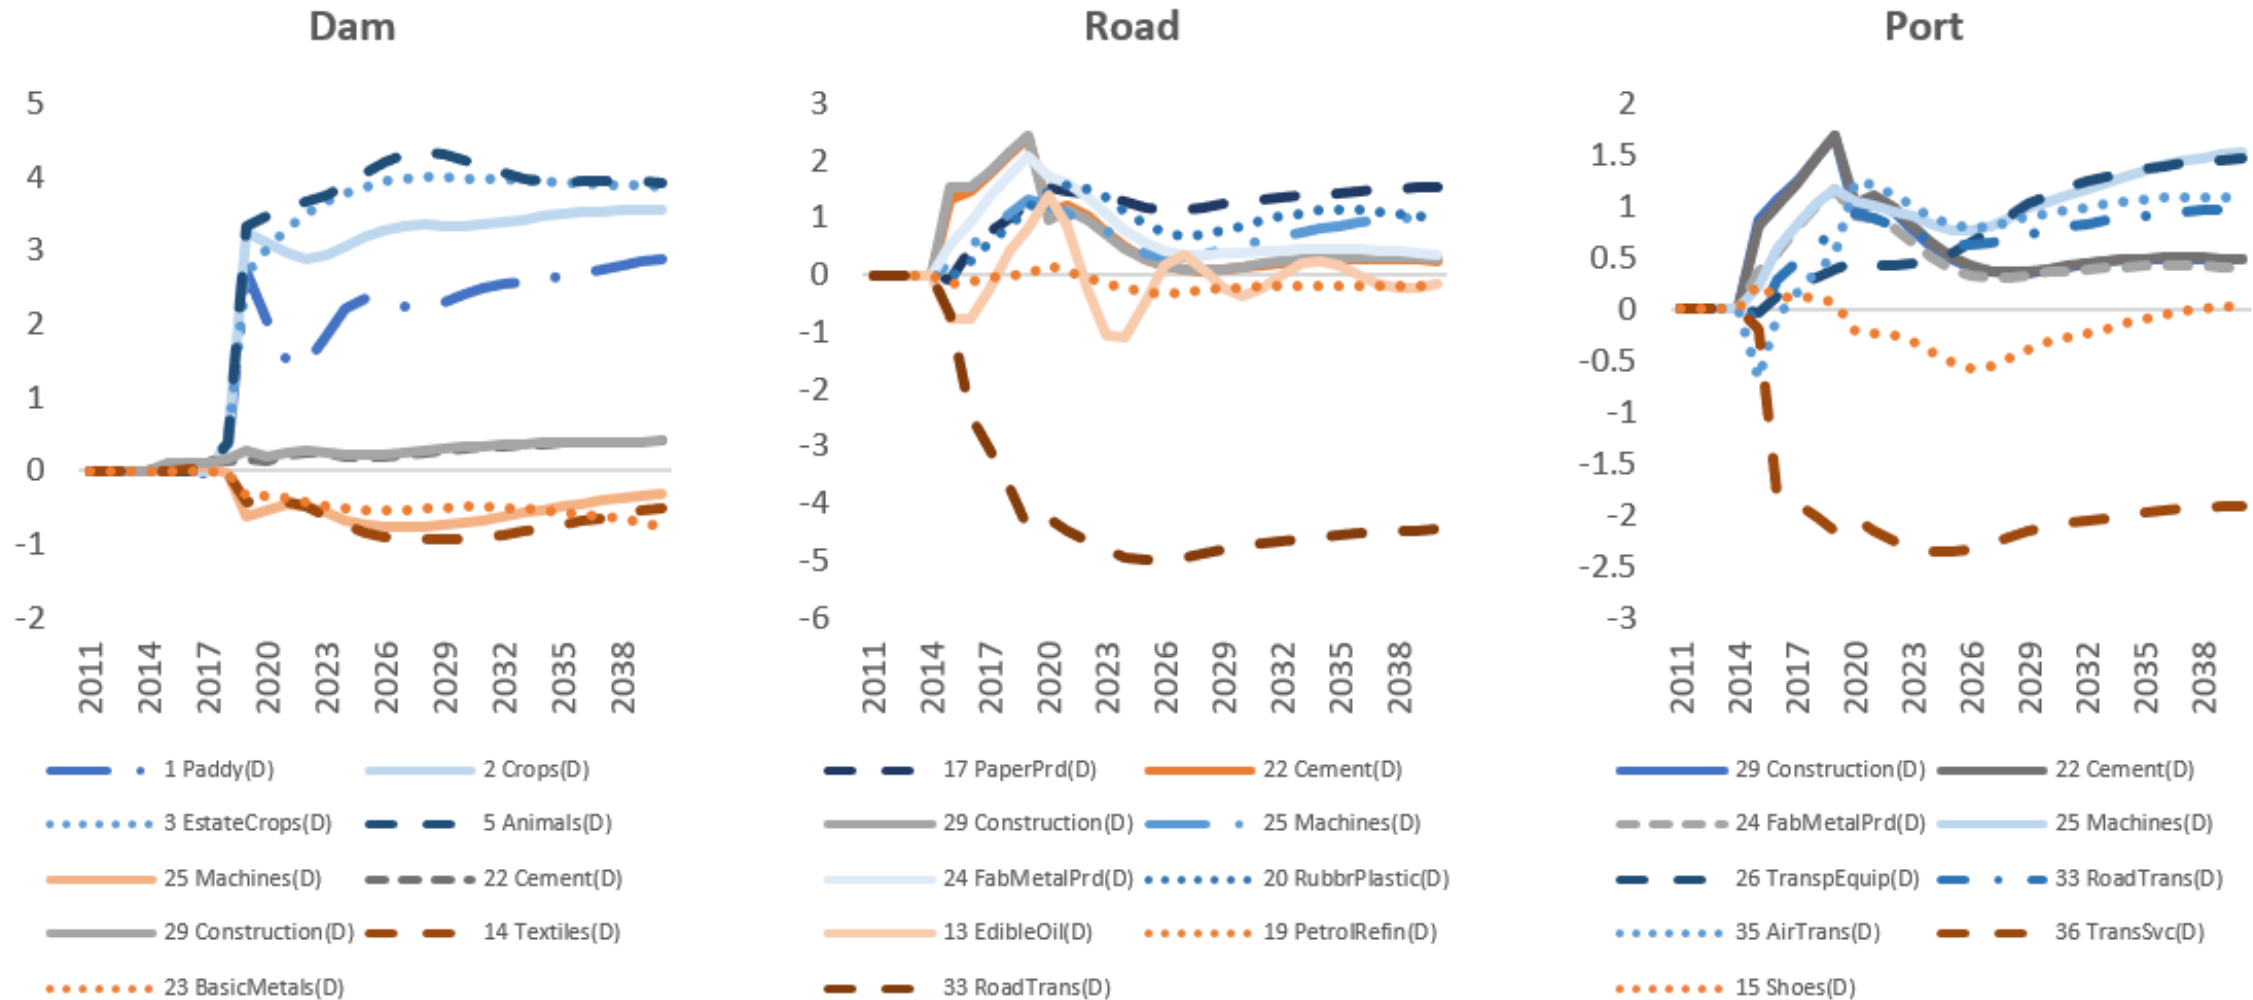 Dam
5
4
3
2
1
0
-1
-2
2011
2014
2017
2020
2023
2026
2029
2032
2035
2038
1 Paddy(D)
2 Crops(D)
3 EstateCrops(D)
5 Animals(D)
25 Machines(D)
22 Cement(D)
29 Construction(D)
14 Textiles(D)
23 BasicMetals(D)
Road
3
2
1
0
-1
-2
-3
-4
-5
-6
2011
2014
2017
2020
2023
2026
2029
2032
2035
2038
17 PaperPrd(D)
22 Cement(D)
29 Construction(D)
25 Machines(D)
24 FabMetalPrd(D)
20 RubbrPlastic(D)
13 EdibleOil(D)
19 PetrolRefin(D)
33 RoadTrans(D)
Port
2
1.5
1
0.5
0
-0.5
-1
-1.5
-2
-2.5
-3
2011
2014
2017
2020
2023
2026
2029
2032
2035
2038
29 Construction(D)
22 Cement(D)
24 FabMetalPrd(D)
25 Machines(D)
26 TranspEquip(D)
33 RoadTrans(D)
35 AirTrans(D)
36 TransSvc(D)
15 Shoes(D)